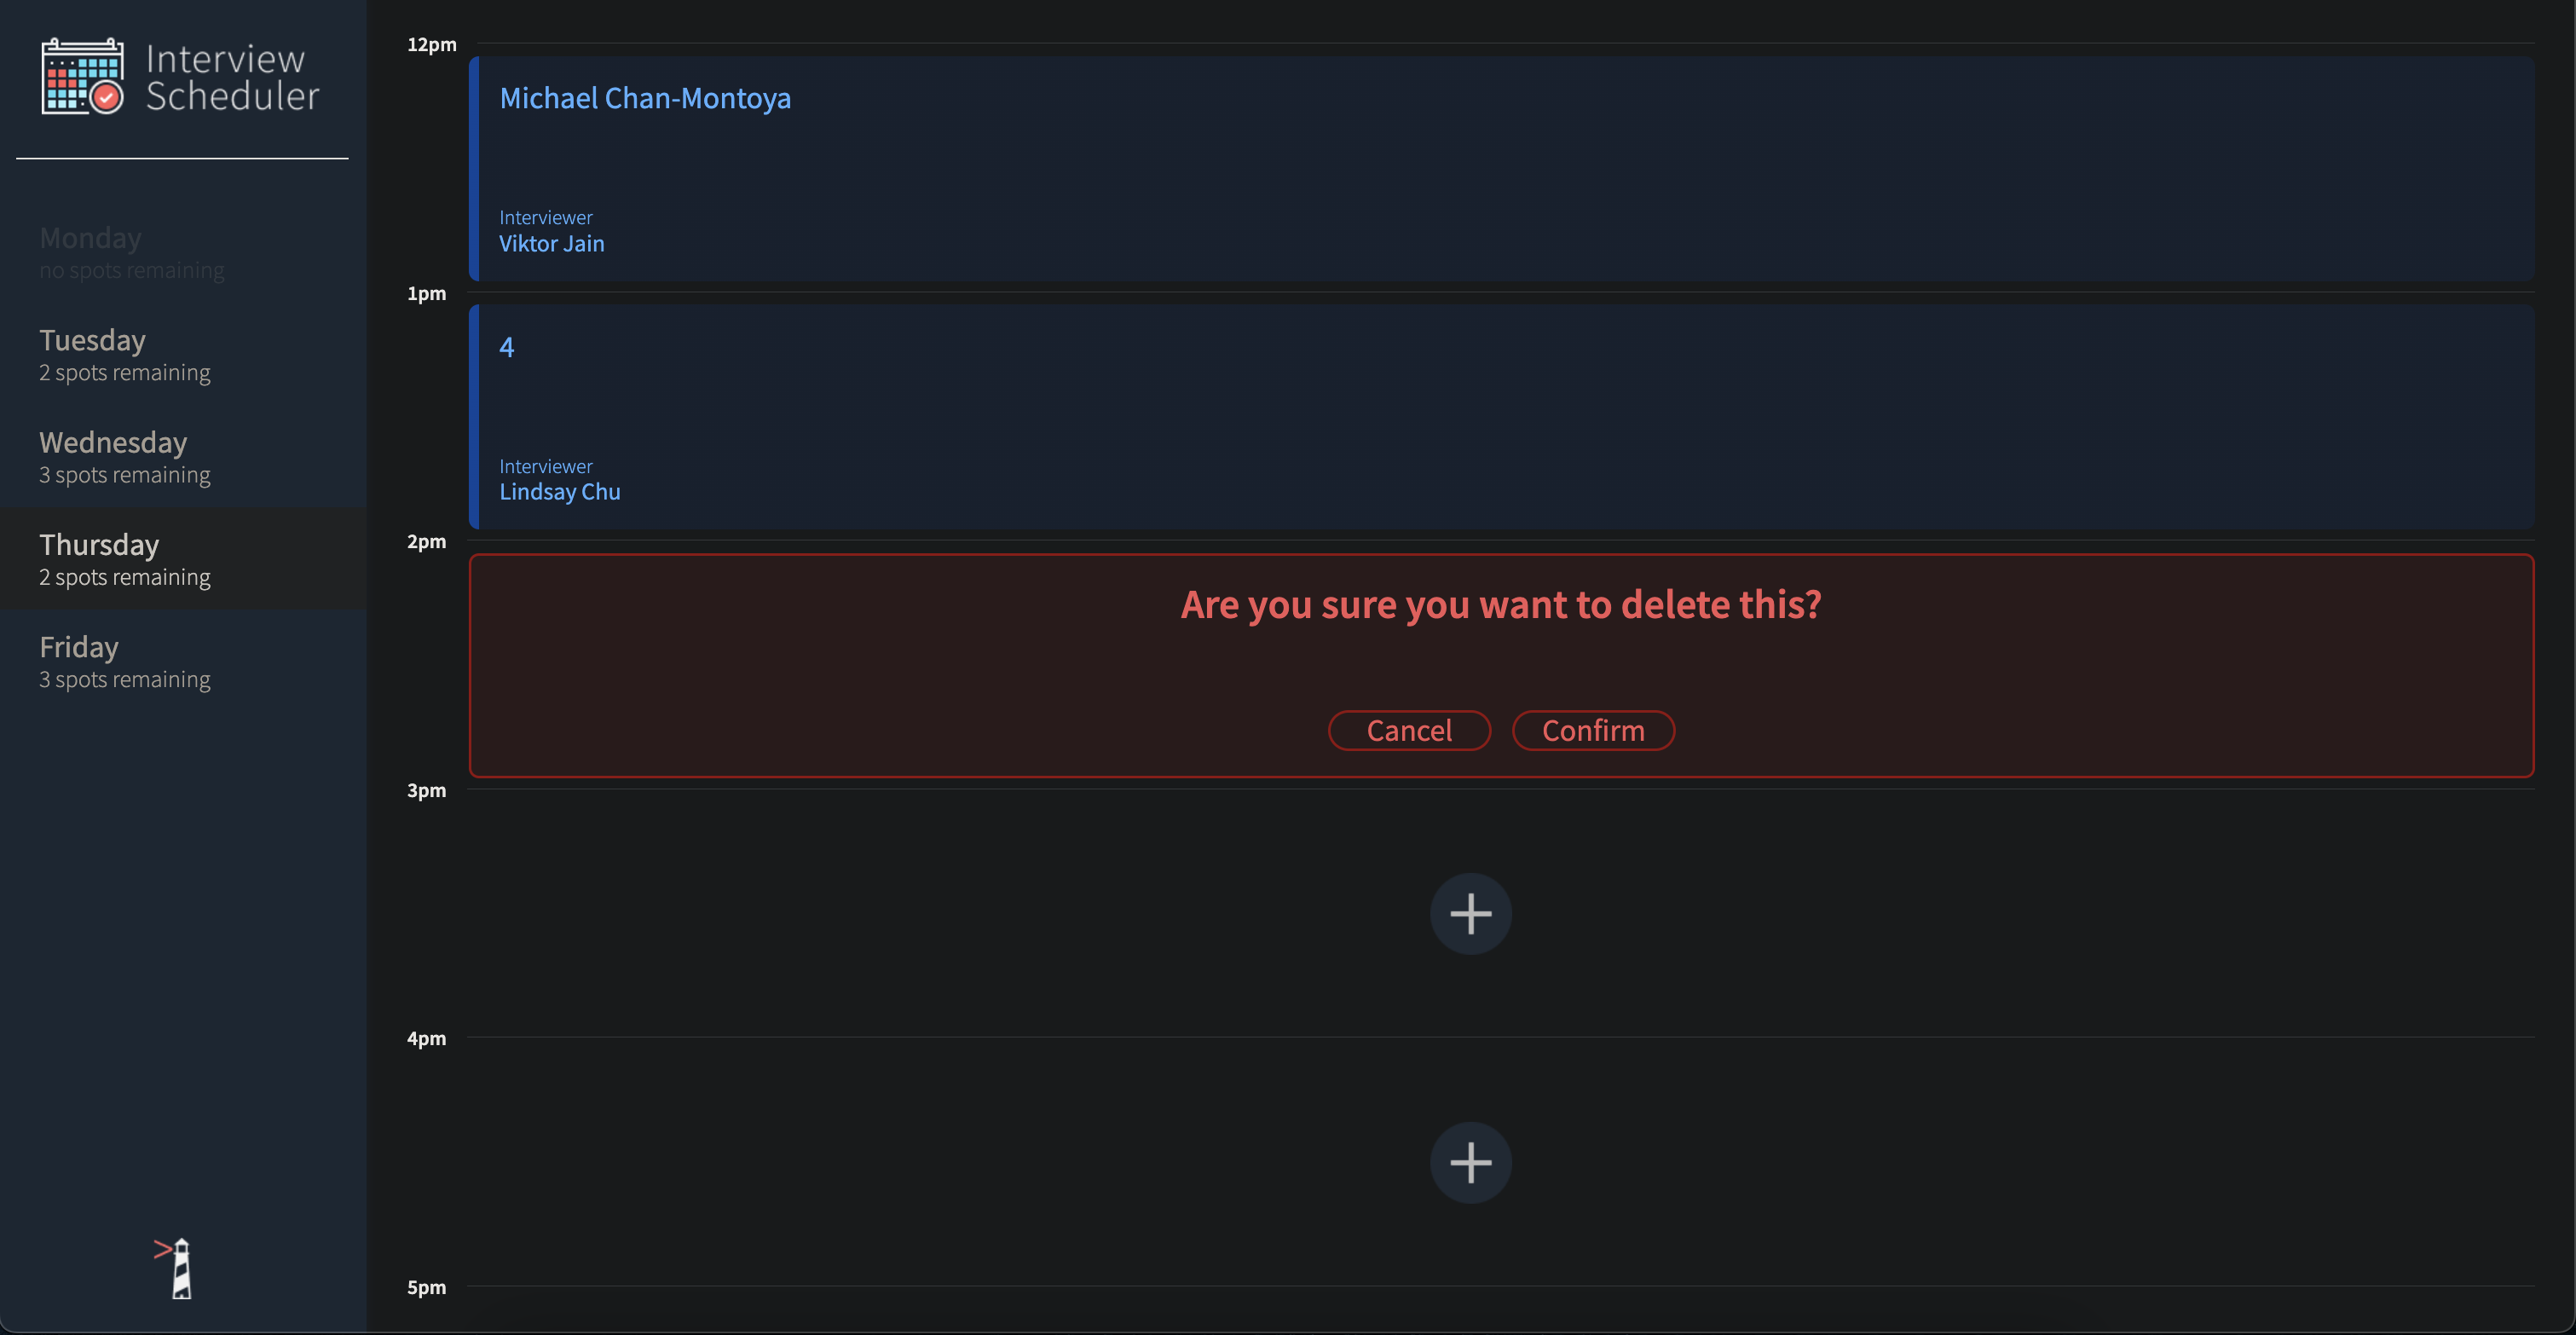 Interview
Scheduler
Monday
no spots remaining
Tuesday
2 spots remaining
Wednesday
3 spots remaining
Thursday
2 spots remaining
Friday
3 spots remaining
12pm
Michael Chan-Montoya
Interviewer
Viktor Jain
1pm
4
Interviewer
Lindsay Chu
2pm
Are you sure you want to delete this?
Cancel Confirm
3pm
4pm
5pm